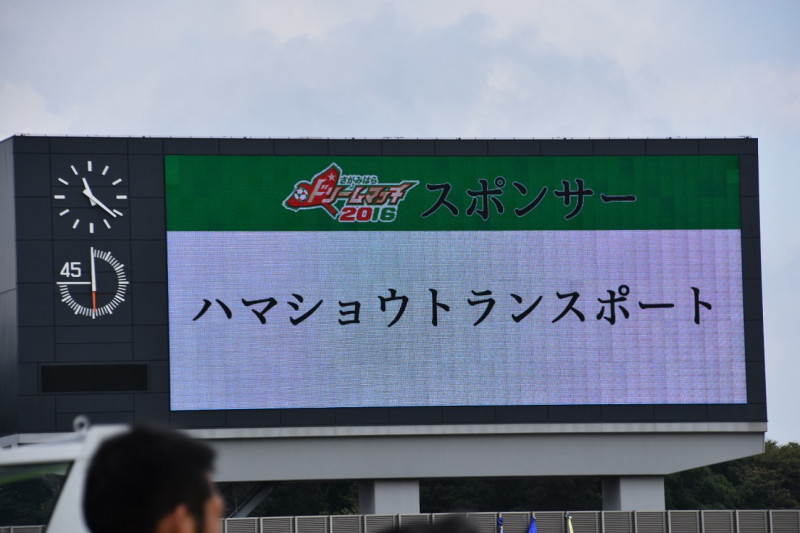 さがみはら
ドリームマッチ
2016
スポンサー
45
ハマショウトランスポート